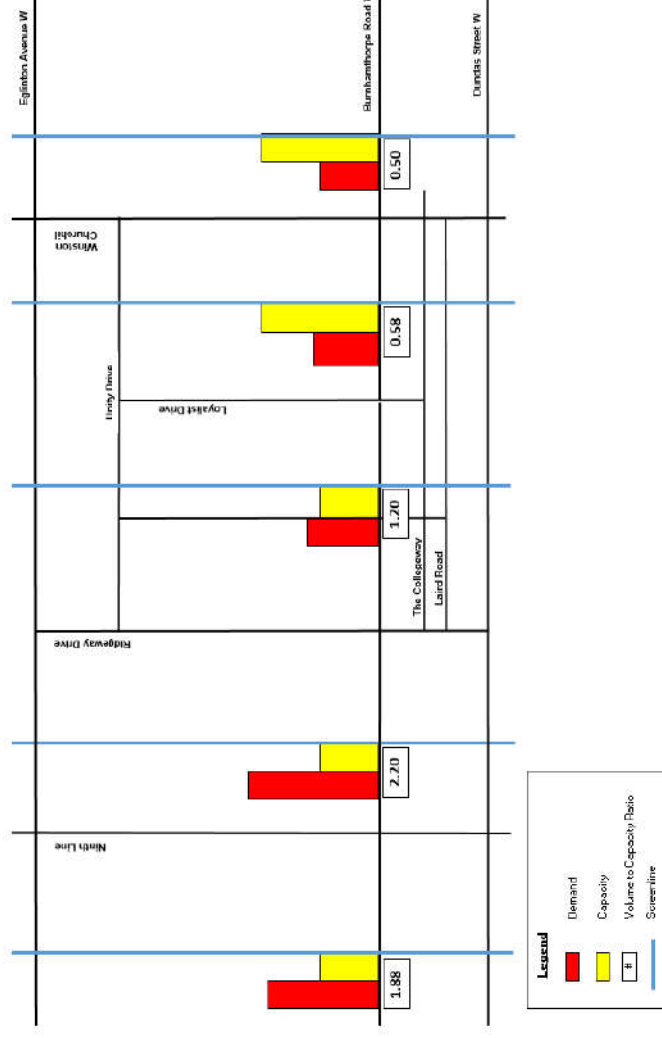 Eglinton Avenue W
Burnhamthorpe Road
Dundas Street W
Winston
Churchill
Unity Drive
Loyalist Drive
The Collegeway
Laird Road
Ridgeway Drive
Ninth Line
0.50
0.58
1.20
2.20
1.88
Legend
Demand
Capacity
# Volume to Capacity Ratio
Screenline